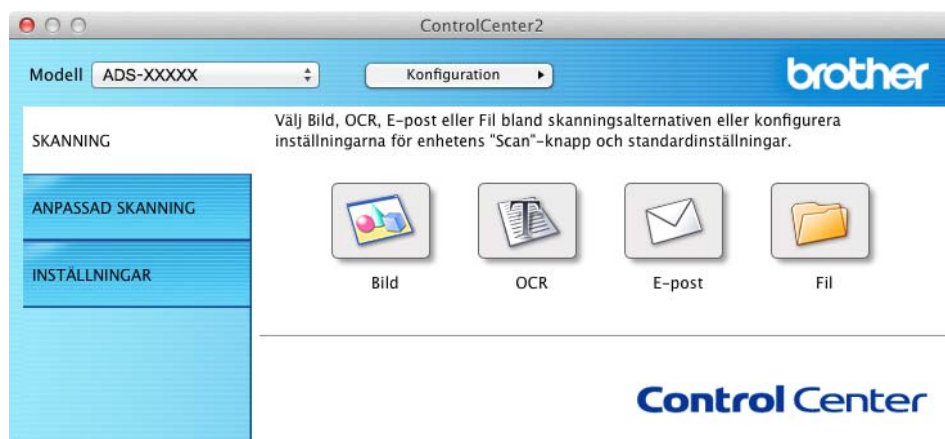 ControlCenter2
Modell ADS-XXXXX Konfiguration brother
SKANNING
ANPASSAD SKANNING
INSTÄLLNINGAR
Välj Bild, OCR, E-post eller Fil bland skanningsalternativen eller konfigurera
inställningarna för enhetens "Scan"-knapp och standardinställningar.
Bild OCR E-post Fil
Control Center